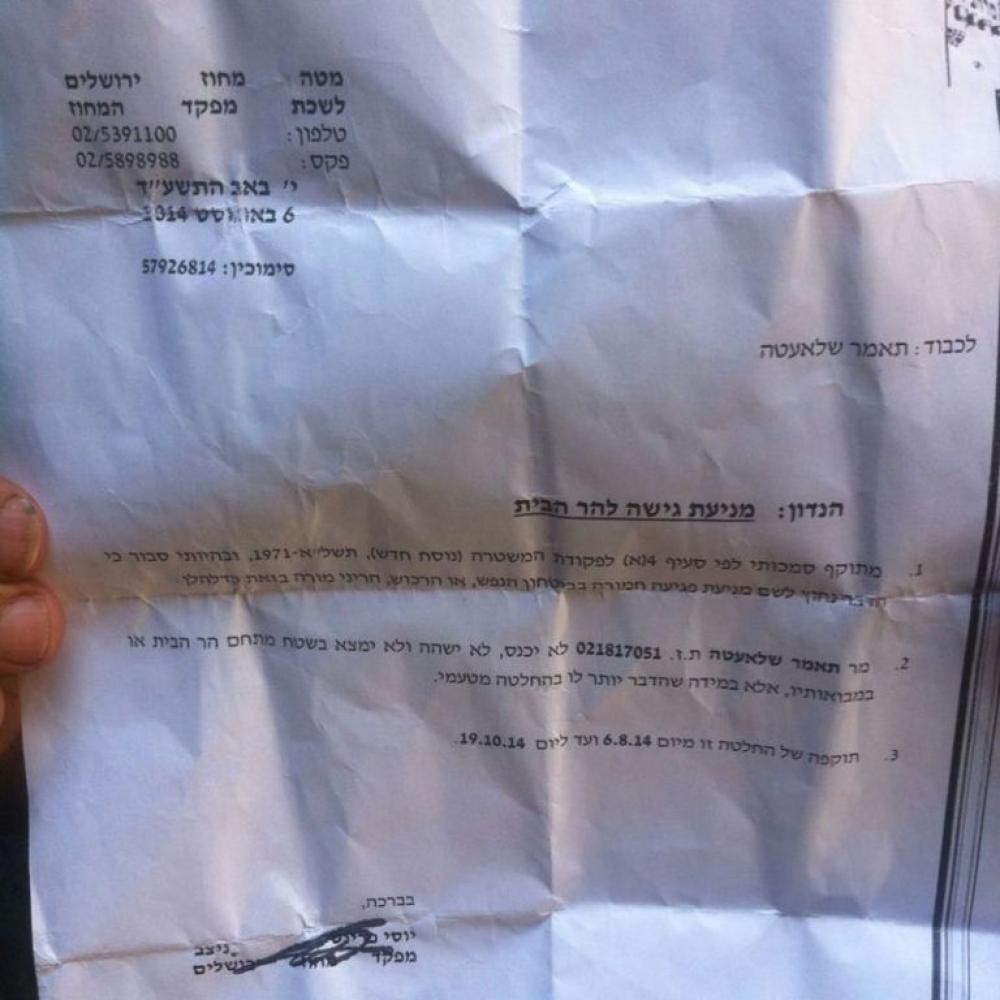 מטה מחוז ירושלים
לשכת מפקד המחוז
טלפון: 02/5391100
פקס: 02/5898988
י' באב התשע"ד
6 באוגוסט 2014
סימוכין: 57926814
לכבוד: תאמר שלאעטה
הנדון: מניעת גישה להר הבית
1. מתוקף סמכותי לפי סעיף 4(א) לפקודת המשטרה (נוסח חדש), תשל"א-1971, ובהיותי סבור כי
הדבר נחוץ לשם מניעת פגיעה חמורה בביטחון הנפש, או הרכוש, הריני מורה בזאת כדלהלן
2. מר תאמר שלאעטה ת.ז. 021817051 לא יכנס, לא ישהה ולא ימצא בשטח מתחם הר הבית או
במבואותיו, אלא במידה שהדבר יותר לו בהחלטה מטעמי.
3. תוקפה של החלטה זו מיום 6.8.14 ועד ליום 19.10.14.
בברכה,
יוסי ניצב
מפקד מחוז ירושלים